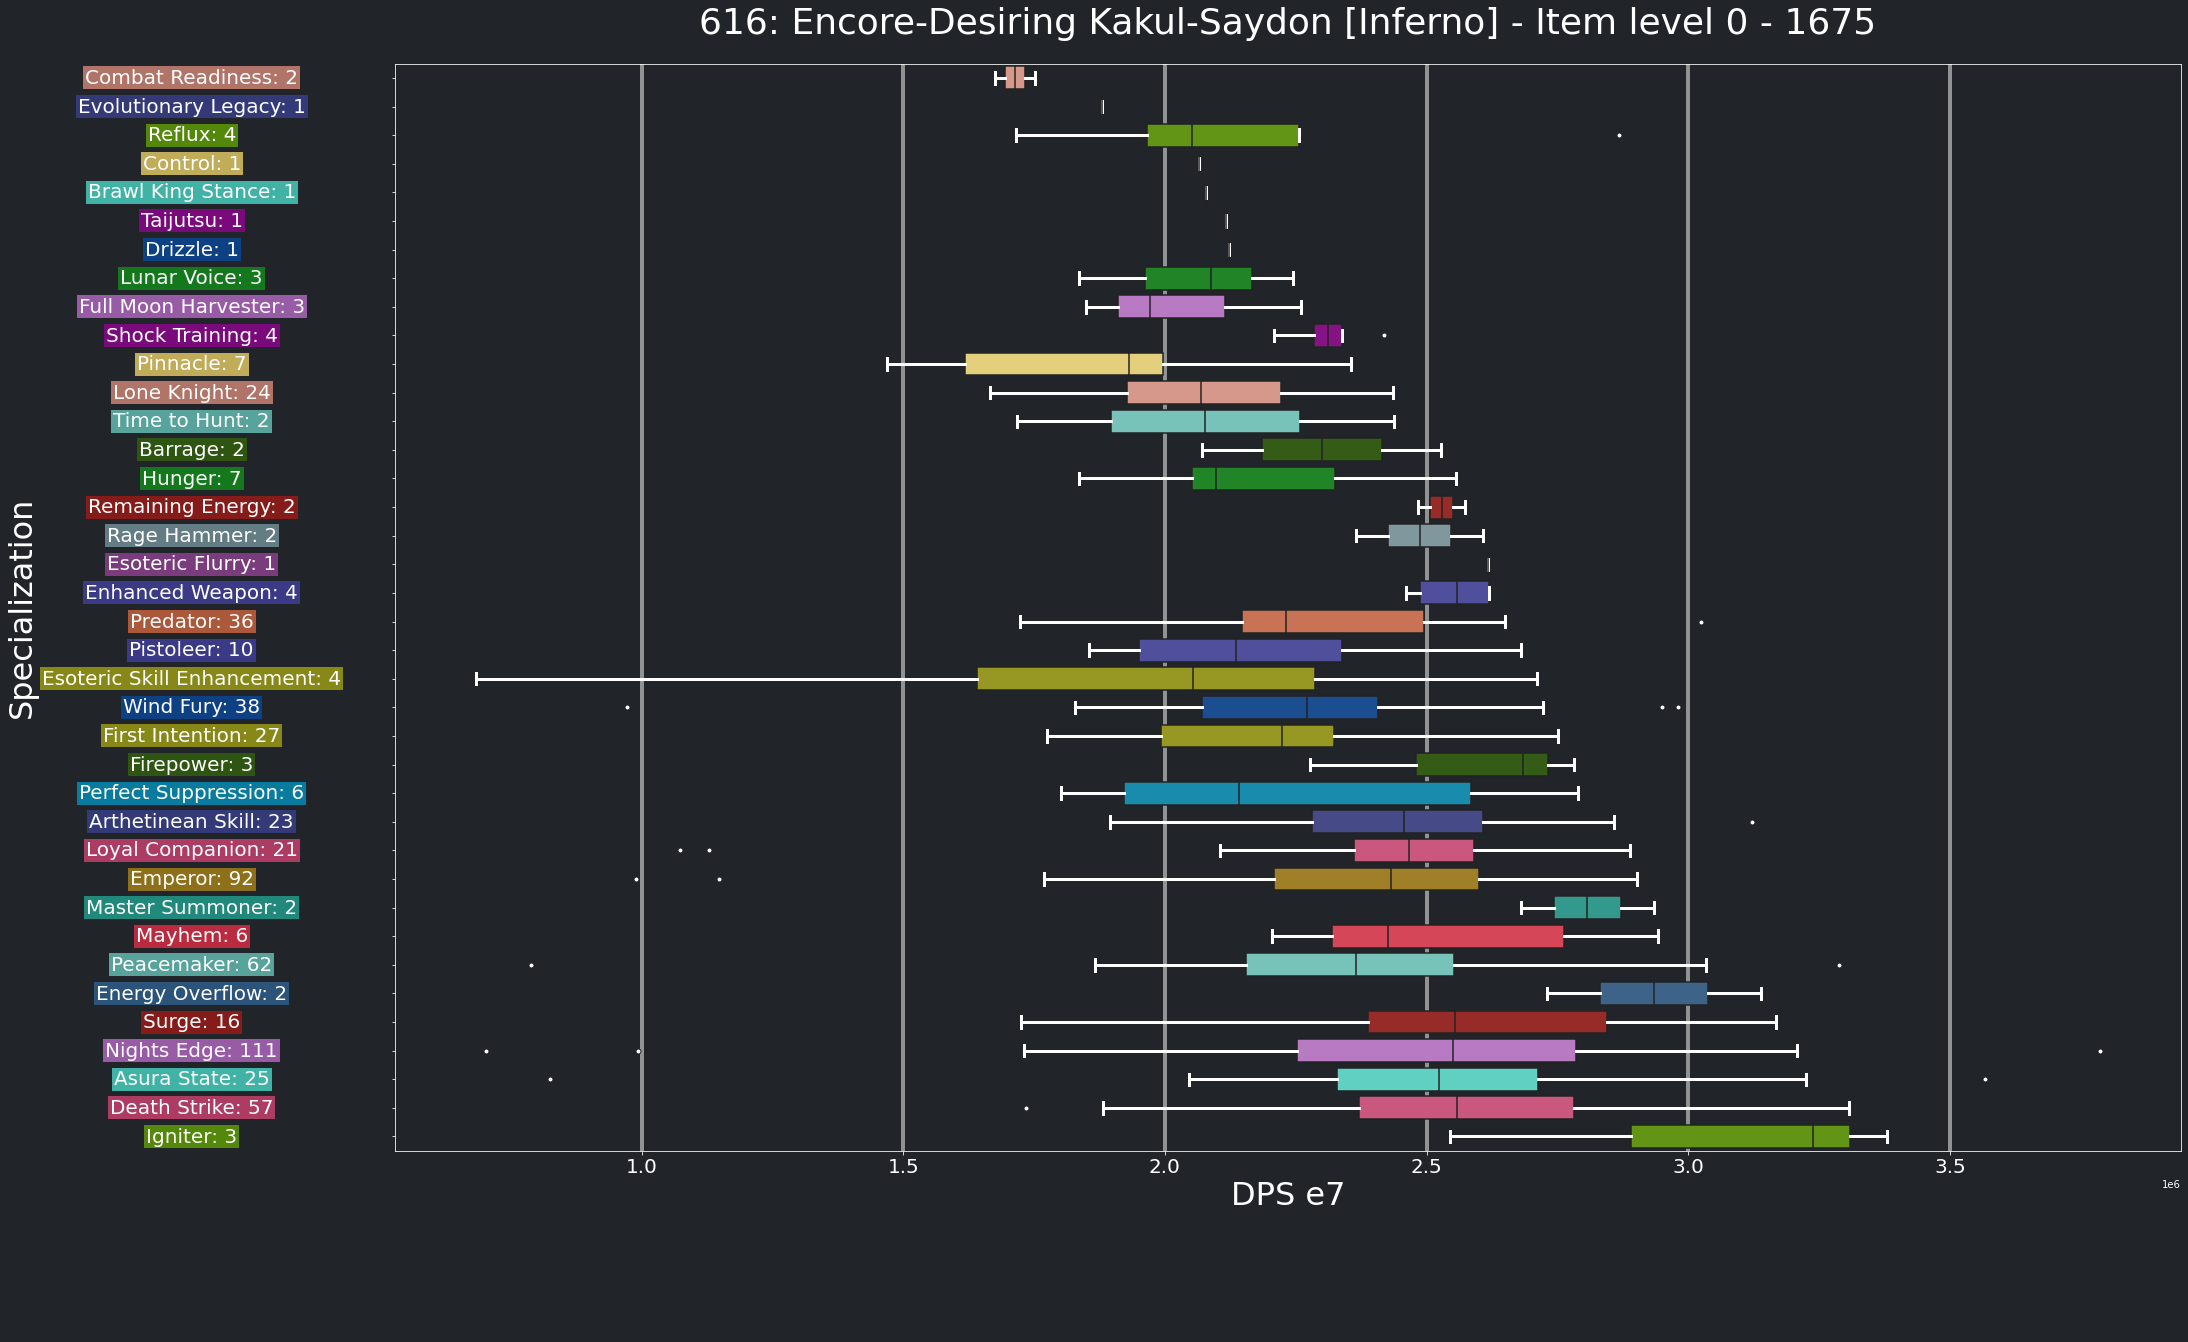 616: Encore-Desiring Kakul-Saydon [Inferno] - Item level 0 - 1675
Specialization
Combat Readiness: 2
Evolutionary Legacy: 1
Reflux: 4
Control: 1
Brawl King Stance: 1
Taijutsu: 1
Drizzle: 1
Lunar Voice: 3
Full Moon Harvester: 3
Shock Training: 4
Pinnacle: 7
Lone Knight: 24
Time to Hunt: 2
Barrage: 2
Hunger: 7
Remaining Energy: 2
Rage Hammer: 2
Esoteric Flurry: 1
Enhanced Weapon: 4
Predator: 36
Pistoleer: 10
Esoteric Skill Enhancement: 4
Wind Fury: 38
First Intention: 27
Firepower: 3
Perfect Suppression: 6
Arthetinean Skill: 23
Loyal Companion: 21
Emperor: 92
Master Summoner: 2
Mayhem: 6
Peacemaker: 62
Energy Overflow: 2
Surge: 16
Nights Edge: 111
Asura State: 25
Death Strike: 57
Igniter: 3
1.0 1.5 2.0 2.5 3.0 3.5
DPS e7
1e6